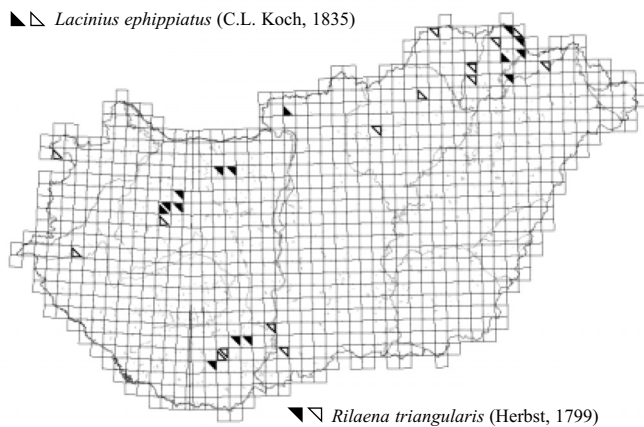 Lacinius ephippiatus (C.L. Koch, 1835)
Rilaena triangularis (Herbst, 1799)